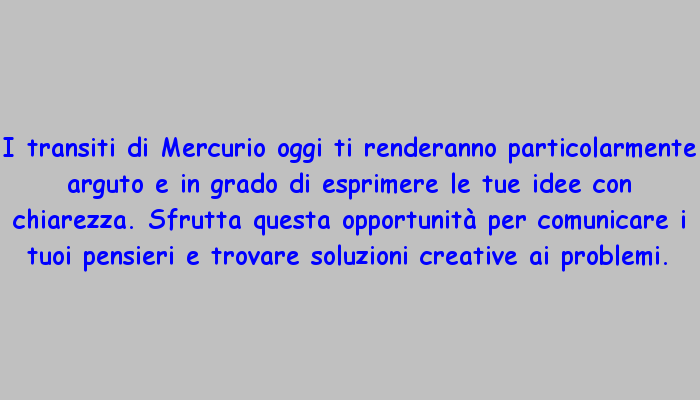 I transiti di Mercurio oggi ti renderanno particolarmente
arguto e in grado di esprimere le tue idee con
chiarezza. Sfrutta questa opportunità per comunicare i
tuoi pensieri e trovare soluzioni creative ai problemi.